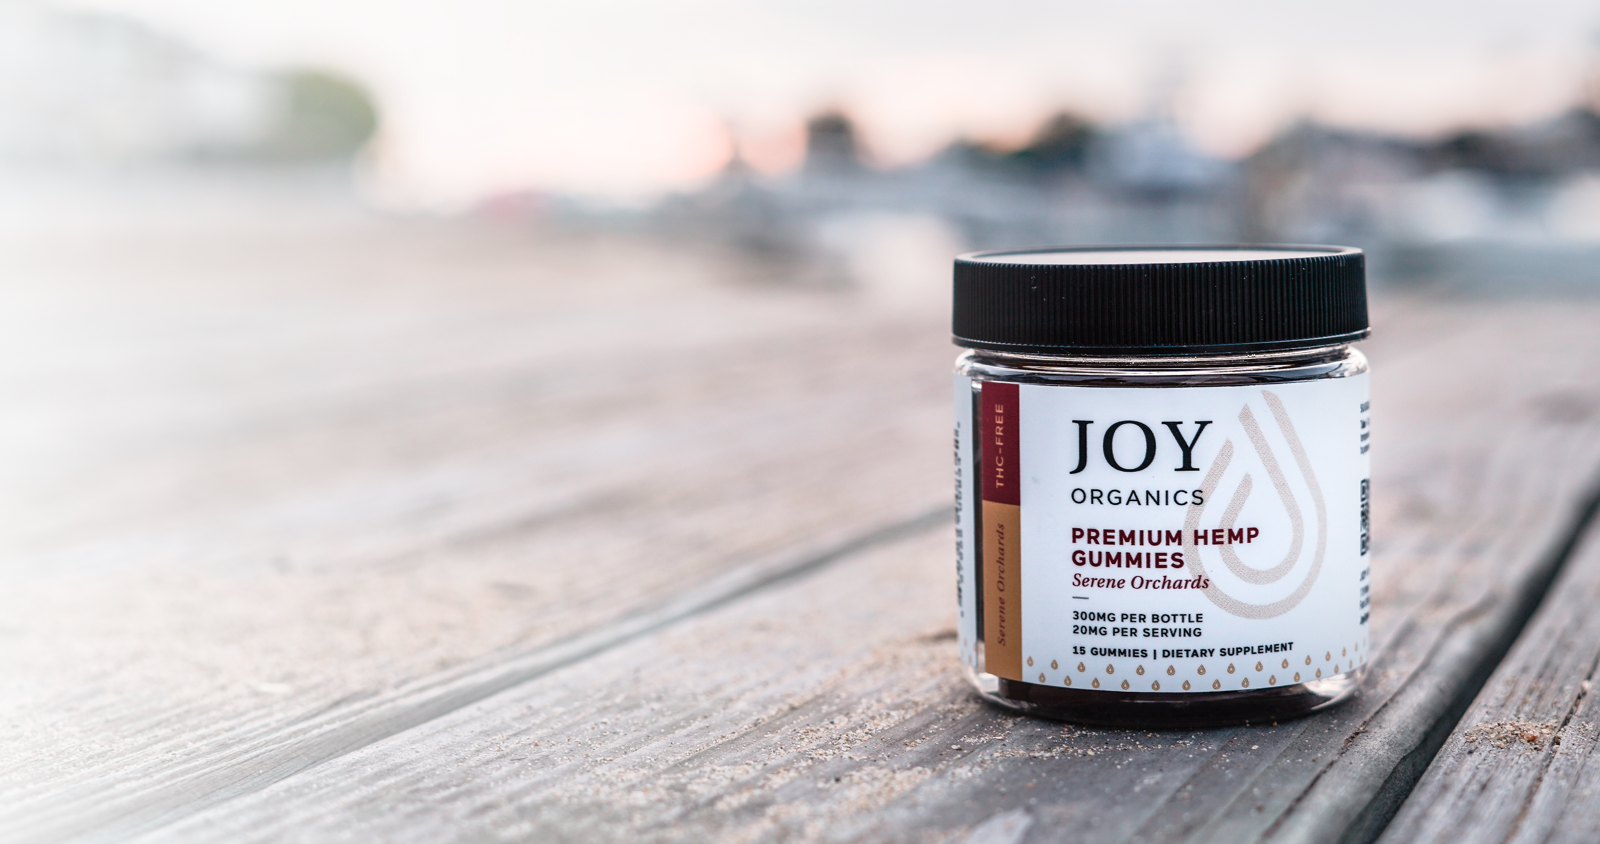 THC-FREE
Serene Orchards
JOY
ORGANICS
PREMIUM HEMP
GUMMIES
Serene Orchards
300MG PER BOTTLE
20MG PER SERVING
15 GUMMIES | DIETARY SUPPLEMENT